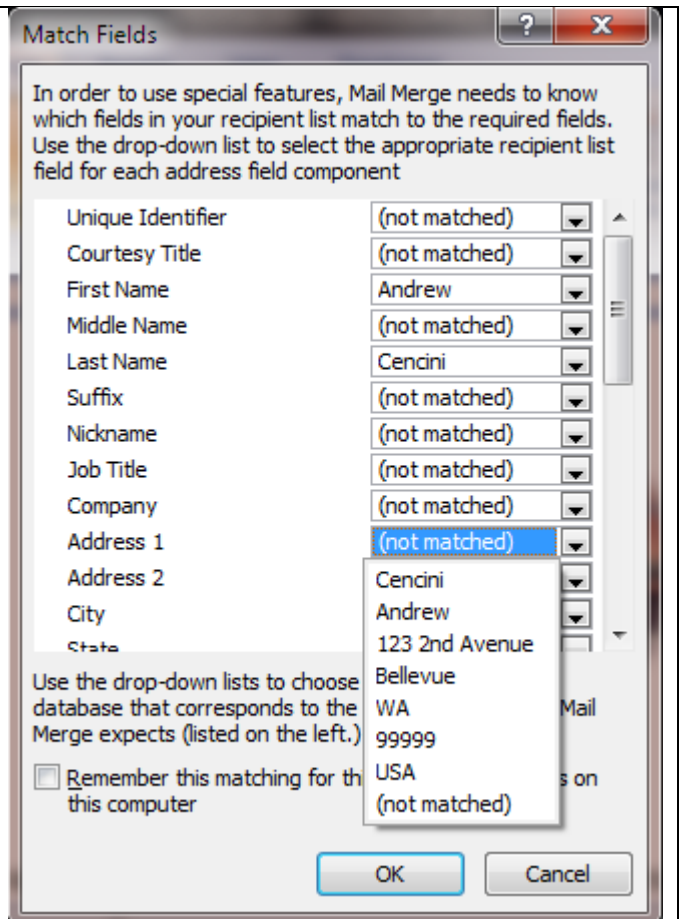 Match Fields
?
X
In order to use special features, Mail Merge needs to know
which fields in your recipient list match to the required fields.
Use the drop-down list to select the appropriate recipient list
field for each address field component
Unique Identifier (not matched)
Courtesy Title (not matched)
First Name Andrew
Middle Name (not matched)
Last Name Cencini
Suffix (not matched)
Nickname (not matched)
Job Title (not matched)
Company (not matched)
Address 1 (not matched)
Address 2 Cencini
City Andrew
State 123 2nd Avenue
Use the drop-down lists to choose Bellevue
database that corresponds to the WA Mail
Merge expects (listed on the left.) 99999
Remember this matching for thi USA s on
this computer (not matched)
OK Cancel